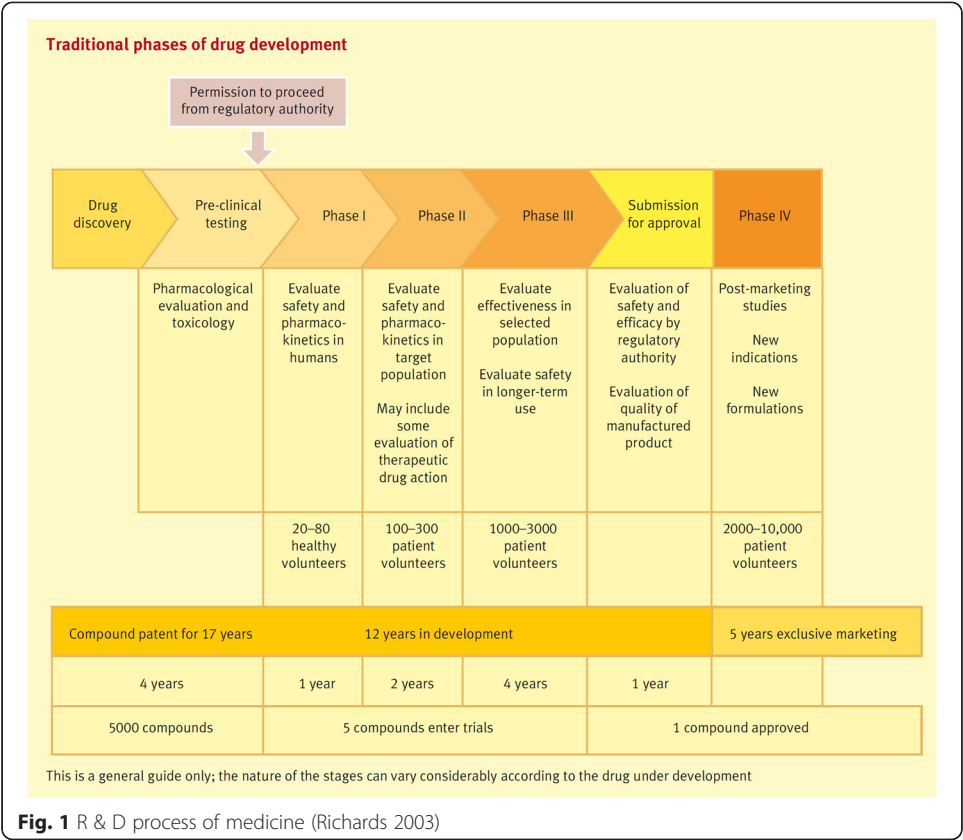 Traditional phases of drug development
Permission to proceed
from regulatory authority
Drug
discovery
Pre-clinical
testing
Phase I
Phase II
Phase III
Submission
for approval
Phase IV
Pharmacological
evaluation and
toxicology
Evaluate
safety and
pharmaco-
kinetics in
humans
Evaluate
safety and
pharmaco-
kinetics in
target
population
May include
some
evaluation of
therapeutic
drug action
Evaluate
effectiveness in
selected
population
Evaluate safety
in longer-term
use
Evaluation of
safety and
efficacy by
regulatory
authority
Evaluation of
quality of
manufactured
product
Post-marketing
studies
New
indications
New
formulations
20–80
healthy
volunteers
100–300
patient
volunteers
1000–3000
patient
volunteers
2000–10,000
patient
volunteers
Compound patent for 17 years
12 years in development
5 years exclusive marketing
4 years
1 year
2 years
4 years
1 year
5000 compounds
5 compounds enter trials
1 compound approved
This is a general guide only; the nature of the stages can vary considerably according to the drug under development
Fig. 1 R & D process of medicine (Richards 2003)